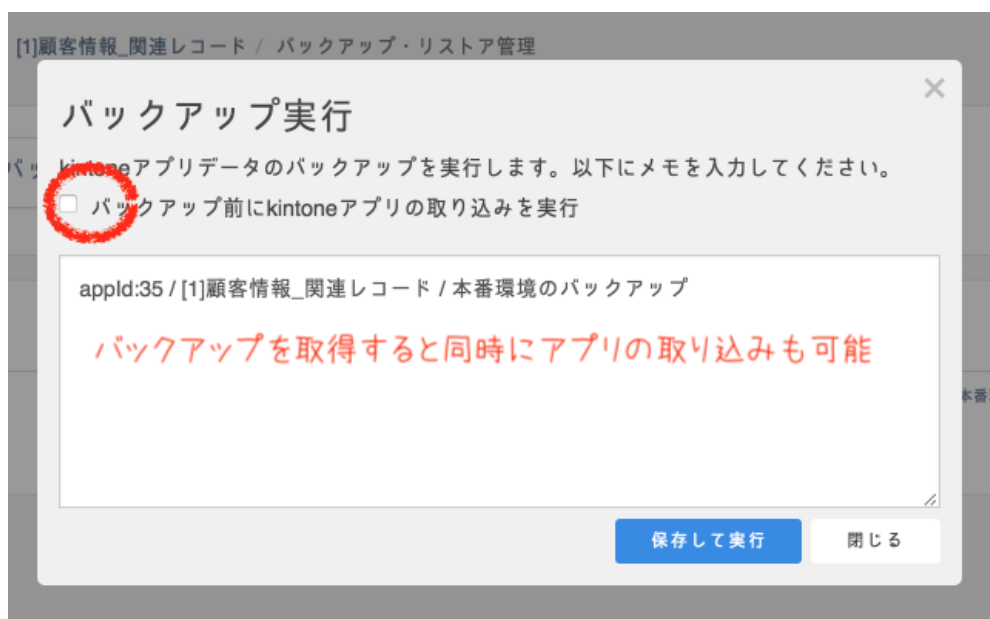 [1]顧客情報_関連レコード / バックアップ・リストア管理
×
バックアップ実行
バッ
kintoneアプリデータのバックアップを実行します。以下にメモを入力してください。
バックアップ前にkintoneアプリの取り込みを実行
appId:35 / [1]顧客情報_関連レコード / 本番環境のバックアップ
バックアップを取得すると同時にアプリの取り込みも可能
本番
保存して実行
閉じる